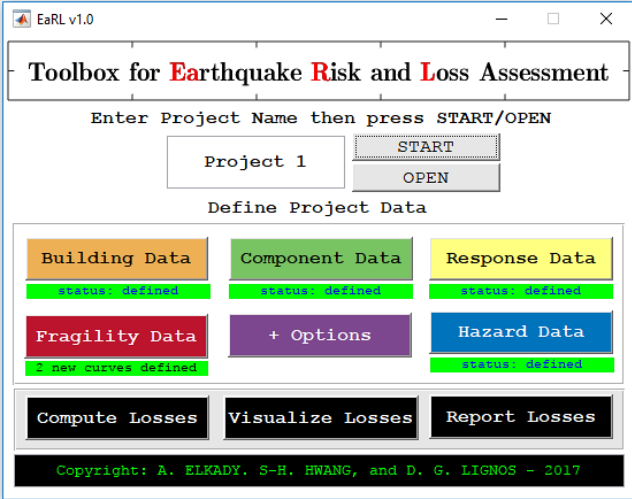 EaRL v1.0
Toolbox for Earthquake Risk and Loss Assessment
Enter Project Name then press START/OPEN
Project 1
START
OPEN
Define Project Data
Building Data
Component Data
Response Data
status: defined
status: defined
status: defined
Fragility Data
+ Options
Hazard Data
2 new curves defined
status: defined
Compute Losses
Visualize Losses
Report Losses
Copyright: A. ELKADY. S-H. HWANG, and D. G. LIGNOS - 2017